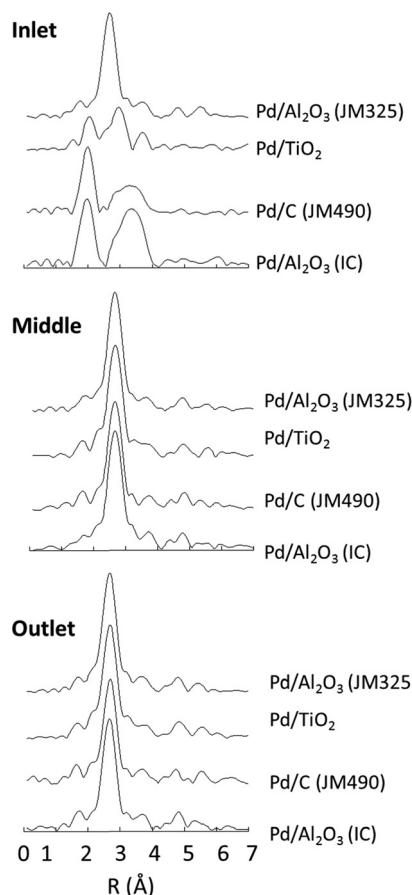 Inlet
Pd/Al₂O₃ (JM325)
Pd/TiO₂
Pd/C (JM490)
Pd/Al₂O₃ (IC)
Middle
Pd/Al₂O₃ (JM325)
Pd/TiO₂
Pd/C (JM490)
Pd/Al₂O₃ (IC)
Outlet
Pd/Al₂O₃ (JM325
Pd/TiO₂
Pd/C (JM490)
Pd/Al₂O₃ (IC)
0 1 2 3 4 5 6 7
R (Å)